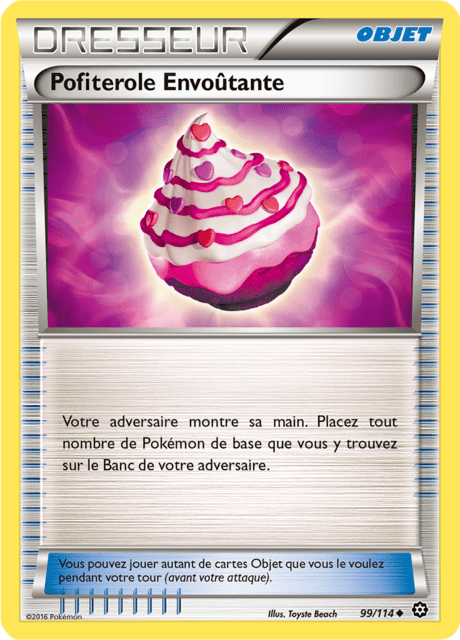 DRESSEUR
OBJET
Pofiterole Envoûtante
Votre adversaire montre sa main. Placez tout
nombre de Pokémon de base que vous y trouvez
sur le Banc de votre adversaire.
Vous pouvez jouer autant de cartes Objet que vous le voulez
pendant votre tour (avant votre attaque).
©2016 Pokémon
Illus. Toyste Beach
99/114